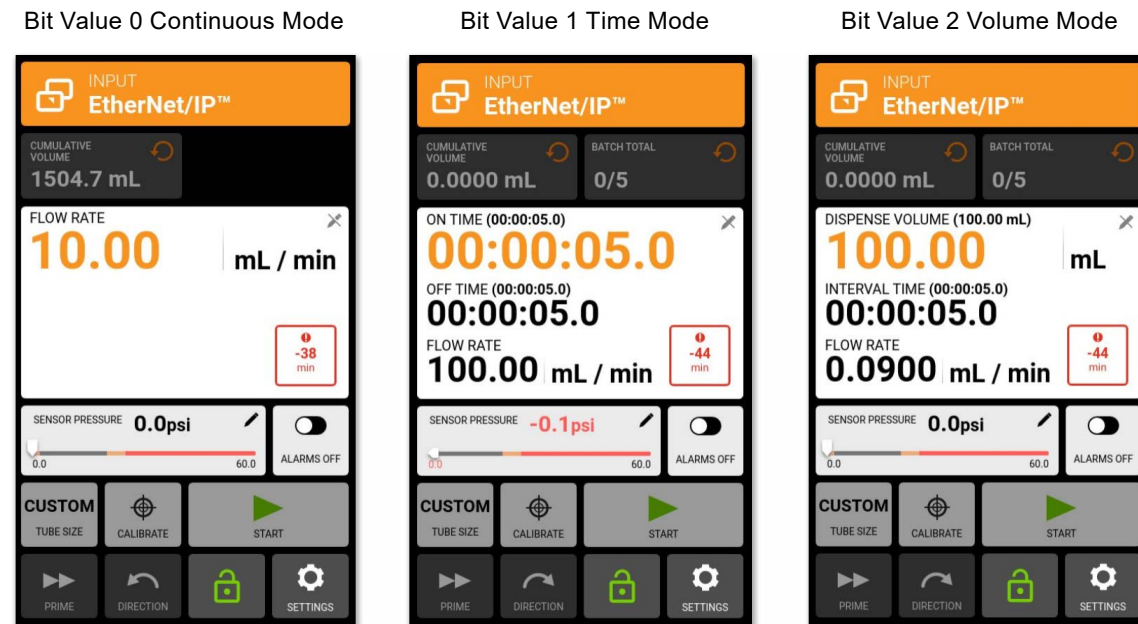 Bit Value 0 Continuous Mode
INPUT
EtherNet/IP™
CUMULATIVE
VOLUME
1504.7 mL
FLOW RATE
10.00 mL / min
-38
min
SENSOR PRESSURE 0.0psi
0.0 60.0
ALARMS OFF
CUSTOM
TUBE SIZE
CALIBRATE
START
PRIME
DIRECTION
SETTINGS
Bit Value 1 Time Mode
INPUT
EtherNet/IP™
CUMULATIVE
VOLUME
0.0000 mL
BATCH TOTAL
0/5
ON TIME (00:00:05.0)
00:00:05.0
OFF TIME (00:00:05.0)
00:00:05.0
FLOW RATE
100.00 mL / min
-44
min
SENSOR PRESSURE -0.1psi
0.0 60.0
ALARMS OFF
CUSTOM
TUBE SIZE
CALIBRATE
START
PRIME
DIRECTION
SETTINGS
Bit Value 2 Volume Mode
INPUT
EtherNet/IP™
CUMULATIVE
VOLUME
0.0000 mL
BATCH TOTAL
0/5
DISPENSE VOLUME (100.00 mL)
100.00 mL
INTERVAL TIME (00:00:05.0)
00:00:05.0
FLOW RATE
0.0900 mL / min
-44
min
SENSOR PRESSURE 0.0psi
0.0 60.0
ALARMS OFF
CUSTOM
TUBE SIZE
CALIBRATE
START
PRIME
DIRECTION
SETTINGS